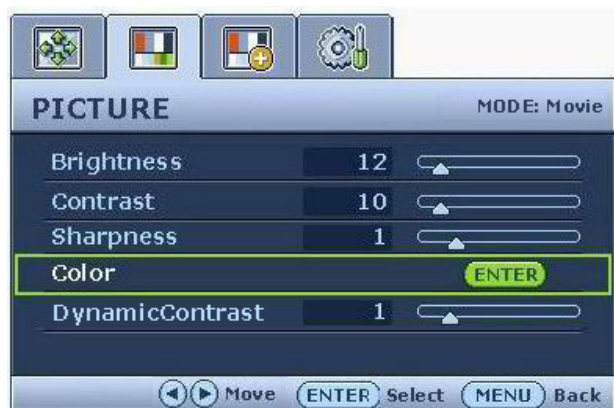 PICTURE MODE: Movie
Brightness 12
Contrast 10
Sharpness 1
Color ENTER
DynamicContrast 1
Move ENTER Select MENU Back